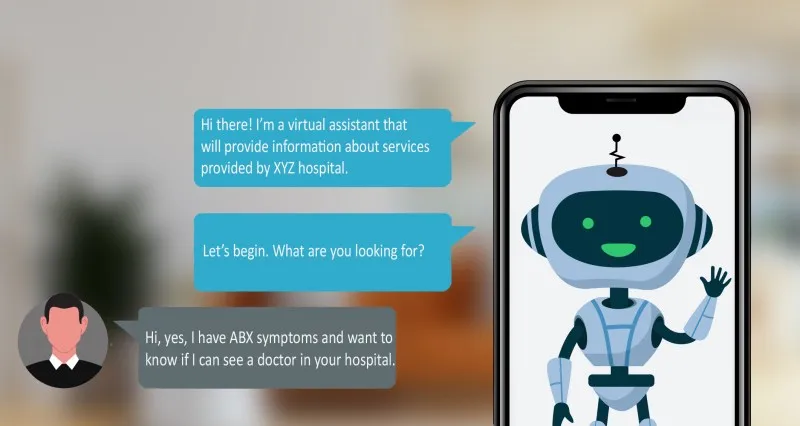 Hi there! I’m a virtual assistant that
will provide information about services
provided by XYZ hospital.
Let’s begin. What are you looking for?
Hi, yes, I have ABX symptoms and want to
know if I can see a doctor in your hospital.